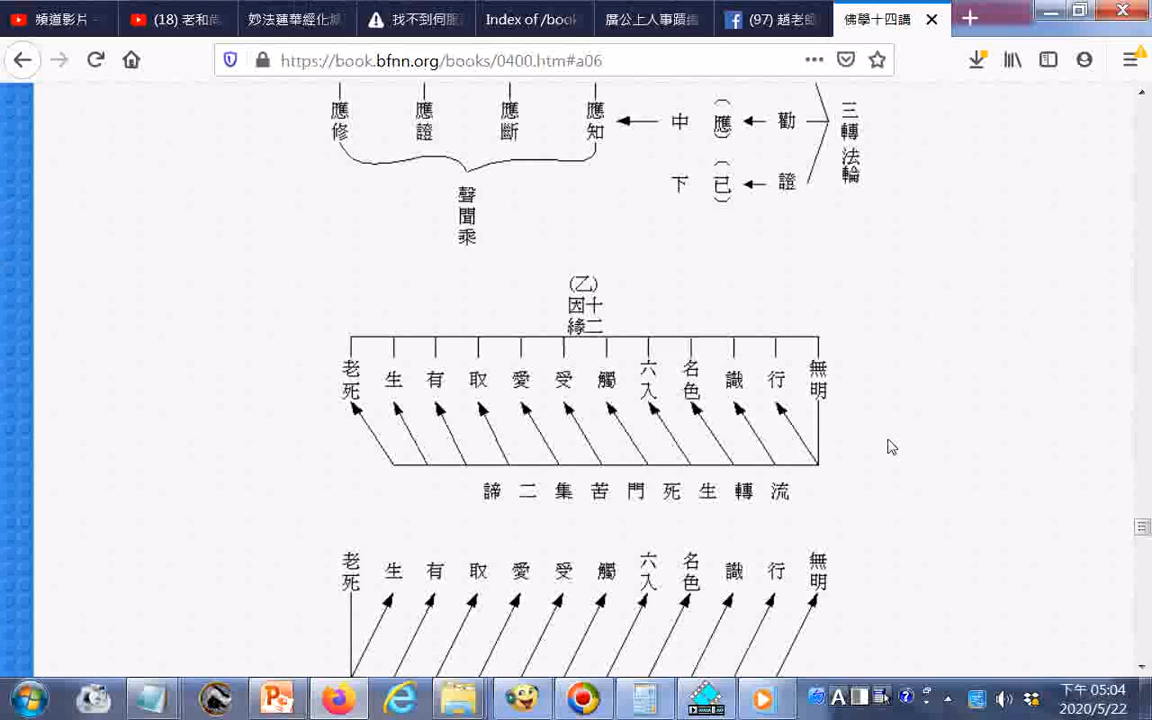 頻道影片
(18) 老和尚
妙法蓮華經化城
找不到伺服
Index of /book
廣公上人事蹟
(97) 趙老師
佛學十四講
https://book.bfnn.org/books/0400.htm#a06
三轉法輪
勸 (應) 中
證 (已) 下
應知
應斷
應證
應修
聲聞乘
(乙)
十二因緣
無明 行 識 名色 六入 觸 受 愛 取 有 生 老死
流轉生死門苦集二諦
無明 行 識 名色 六入 觸 受 愛 取 有 生 老死
下午 05:04
2020/5/22